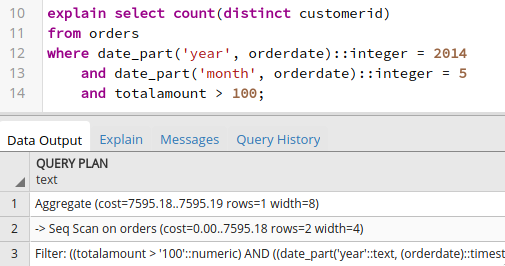 10 explain select count(distinct customerid)
11 from orders
12 where date_part('year', orderdate)::integer = 2014
13 and date_part('month', orderdate)::integer = 5
14 and totalamount > 100;
Data Output Explain Messages Query History
QUERY PLAN
text
1 Aggregate (cost=7595.18..7595.19 rows=1 width=8)
2 -> Seq Scan on orders (cost=0.00..7595.18 rows=2 width=4)
3 Filter: ((totalamount > '100'::numeric) AND ((date_part('year'::text, (orderdate)::timest